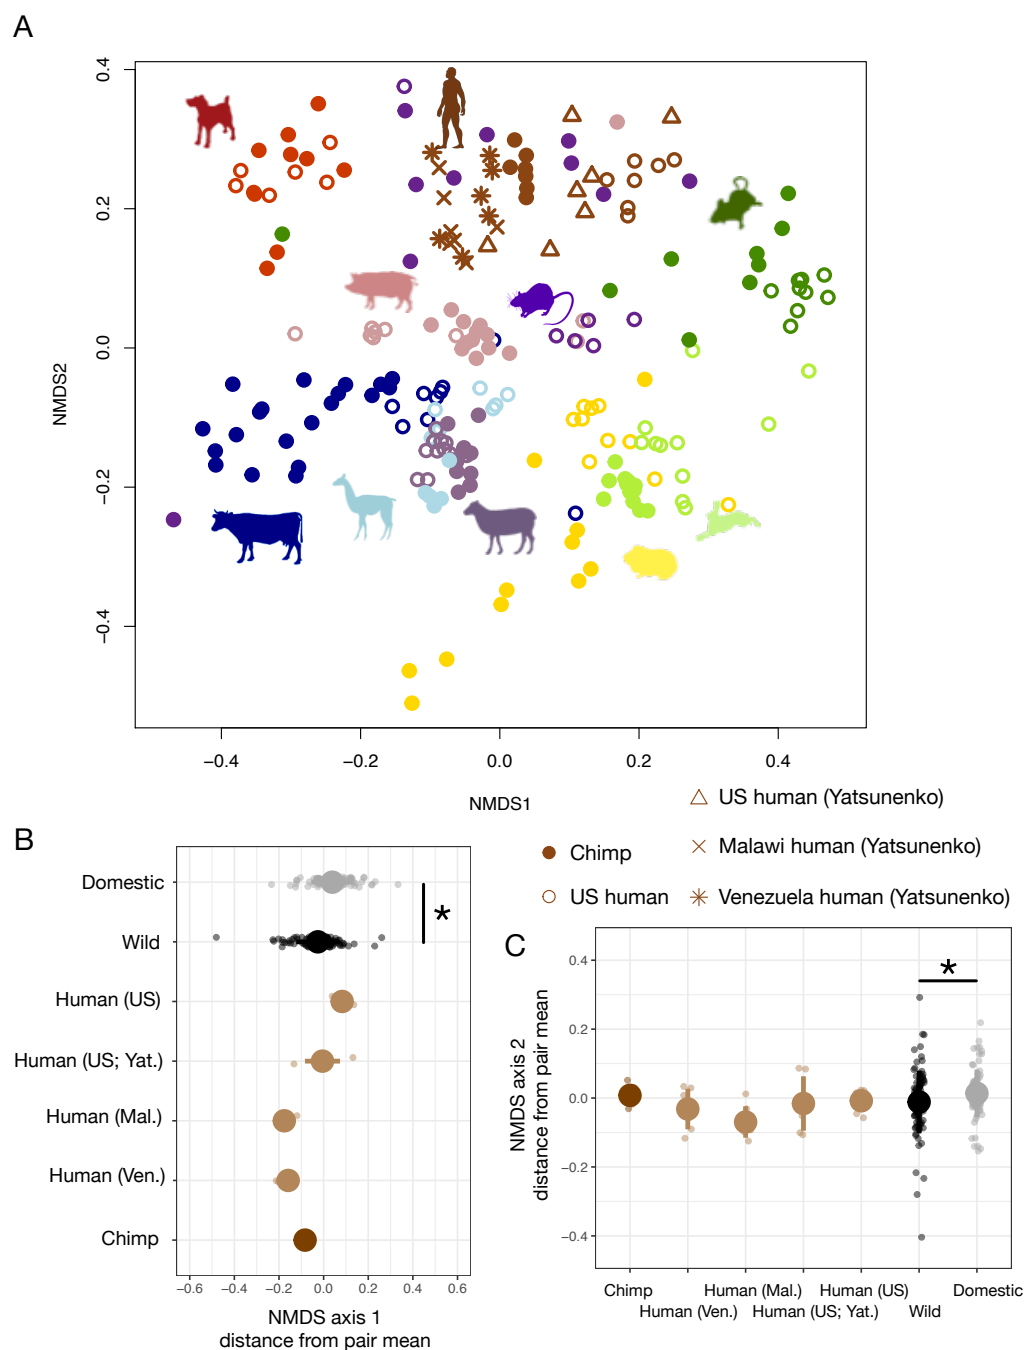 A
0.4
0.2
0.0
−0.2
−0.4
NMDS2
−0.4
−0.2
0.0
0.2
0.4
NMDS1
US human (Yatsunenko)
Chimp
Malawi human (Yatsunenko)
US human
Venezuela human (Yatsunenko)
B
Domestic
Wild
Human (US)
Human (US; Yat.)
Human (Mal.)
Human (Ven.)
Chimp
*
−0.6
−0.4
−0.2
0.0
0.2
0.4
0.6
NMDS axis 1
distance from pair mean
C
NMDS axis 2
distance from pair mean
0.4
0.2
0.0
−0.2
−0.4
*
Chimp
Human (Ven.)
Human (Mal.)
Human (US; Yat.)
Human (US)
Wild
Domestic